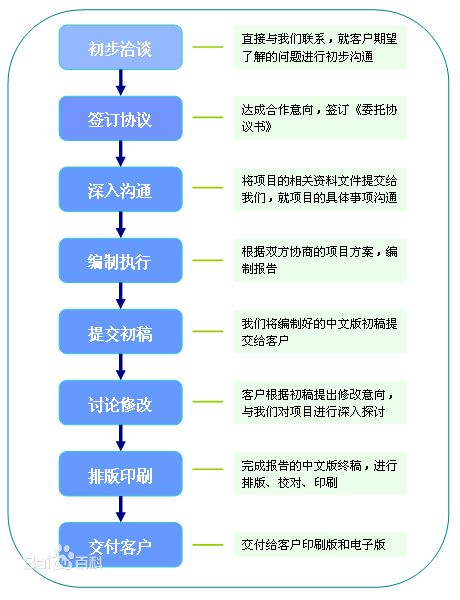 初步洽谈
直接与我们联系，就客户期望
了解的问题进行初步沟通
签订协议
达成合作意向，签订《委托协
议书》
深入沟通
将项目的相关资料文件提交给
我们，就项目的具体事项沟通
编制执行
根据双方协商的项目方案，编
制报告
提交初稿
我们将编制好的中文版初稿提
交给客户
讨论修改
客户根据初稿提出修改意向，
与我们对项目进行深入探讨
排版印刷
完成报告的中文版终稿，进行
排版、校对、印刷
交付客户
交付给客户印刷版和电子版
Bai百科